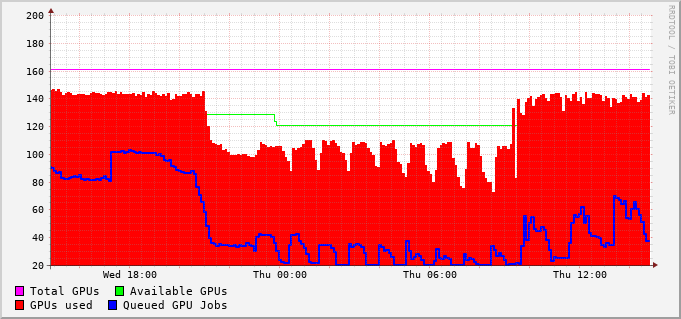 200
180
160
140
120
100
80
60
40
20
Wed 18:00 Thu 00:00 Thu 06:00 Thu 12:00
Total GPUs Available GPUs
GPUs used Queued GPU Jobs
RRDTOOL / TOBI OETIKER